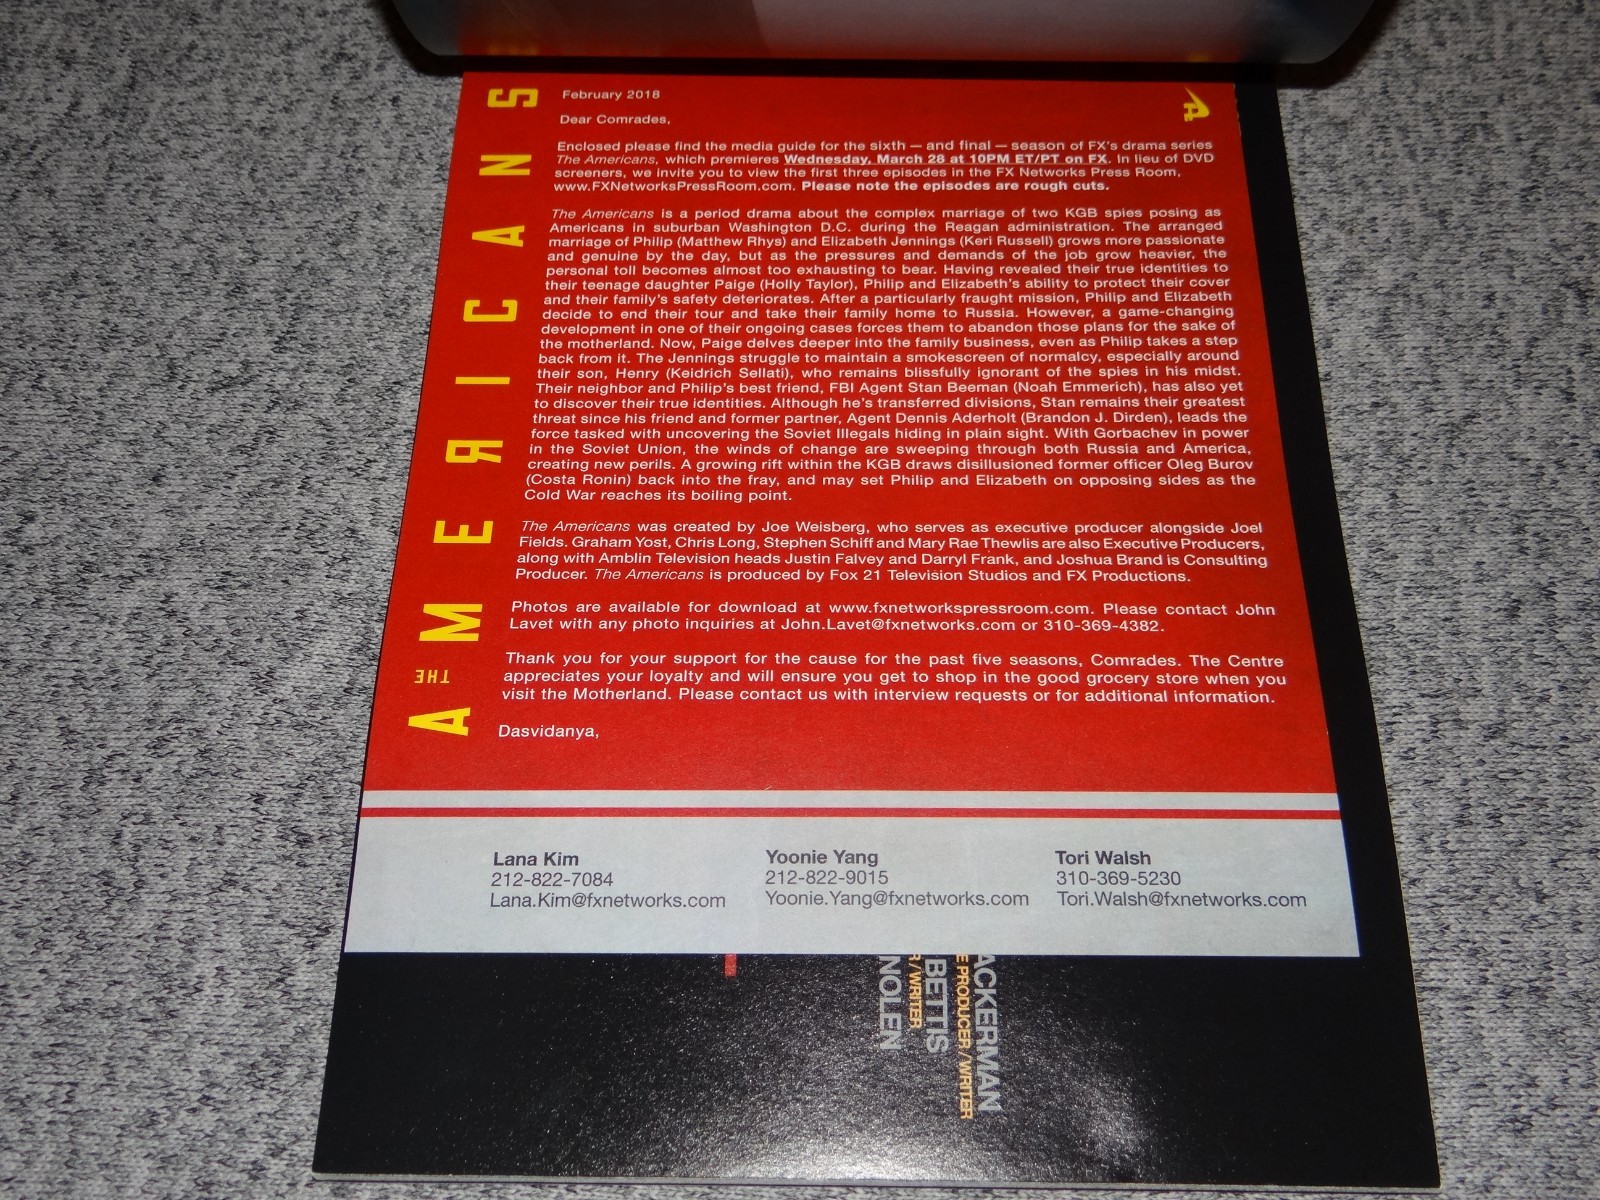 February 2018
Dear Comrades,
Enclosed please find the media guide for the sixth — and final — season of FX's drama series
The Americans, which premieres Wednesday, March 28 at 10PM ET/PT on FX. In lieu of DVD
screeners, we invite you to view the first three episodes in the FX Networks Press Room,
www.FXNetworksPressRoom.com. Please note the episodes are rough cuts.
The Americans is a period drama about the complex marriage of two KGB spies posing as
Americans in suburban Washington D.C. during the Reagan administration. The arranged
marriage of Philip (Matthew Rhys) and Elizabeth Jennings (Keri Russell) grows more passionate
and genuine by the day, but as the pressures and demands of the job grow heavier, the
personal toll becomes almost too exhausting to bear. Having revealed their true identities to
their teenage daughter Paige (Holly Taylor), Philip and Elizabeth's ability to protect their cover
and their family's safety deteriorates. After a particularly fraught mission, Philip and Elizabeth
decide to end their tour and take their family home to Russia. However, a game-changing
development in one of their ongoing cases forces them to abandon those plans for the sake of
the motherland. Now, Paige delves deeper into the family business, even as Philip takes a step
back from it. The Jennings struggle to maintain a smokescreen of normalcy, especially around
their son, Henry (Keidrich Sellati), who remains blissfully ignorant of the spies in his midst.
Their neighbor and Philip's best friend, FBI Agent Stan Beeman (Noah Emmerich), has also yet
to discover their true identities. Although he's transferred divisions, Stan remains their greatest
threat since his friend and former partner, Agent Dennis Aderholt (Brandon J. Dirden), leads the
force tasked with uncovering the Soviet Illegals hiding in plain sight. With Gorbachev in power
in the Soviet Union, the winds of change are sweeping through both Russia and America,
creating new perils. A growing rift within the KGB draws disillusioned former officer Oleg Burov
(Costa Ronin) back into the fray, and may set Philip and Elizabeth on opposing sides as the
Cold War reaches its boiling point.
The Americans was created by Joe Weisberg, who serves as executive producer alongside Joel
Fields. Graham Yost, Chris Long, Stephen Schiff and Mary Rae Thewlis are also Executive Producers,
along with Amblin Television heads Justin Falvey and Darryl Frank, and Joshua Brand is Consulting
Producer. The Americans is produced by Fox 21 Television Studios and FX Productions.
Photos are available for download at www.fxnetworkspressroom.com. Please contact John
Lavet with any photo inquiries at John.Lavet@fxnetworks.com or 310-369-4382.
Thank you for your support for the cause for the past five seasons, Comrades. The Centre
appreciates your loyalty and will ensure you get to shop in the good grocery store when you
visit the Motherland. Please contact us with interview requests or for additional information.
Dasvidanya,
THE
AMEЯICANS
Lana Kim
212-822-7084
Lana.Kim@fxnetworks.com
Yoonie Yang
212-822-9015
Yoonie.Yang@fxnetworks.com
Tori Walsh
310-369-5230
Tori.Walsh@fxnetworks.com
ACKERMAN
E PRODUCER / WRITER
BETTIS
R / WRITER
NOLEN